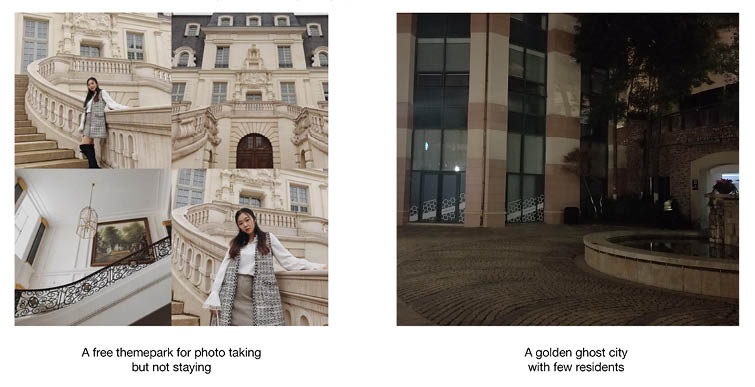 A free themepark for photo taking
but not staying
A golden ghost city
with few residents